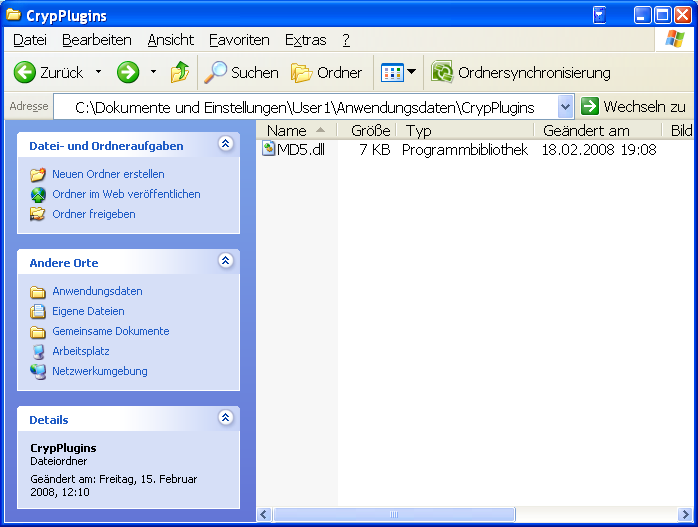 CrypPlugins
Datei Bearbeiten Ansicht Favoriten Extras ?
Zurück Suchen Ordner Ordnersynchronisierung
Adresse C:\Dokumente und Einstellungen\User1\Anwendungsdaten\CrypPlugins Wechseln zu
Datei- und Ordneraufgaben
Neuen Ordner erstellen
Ordner im Web veröffentlichen
Ordner freigeben
Andere Orte
Anwendungsdaten
Eigene Dateien
Gemeinsame Dokumente
Arbeitsplatz
Netzwerkumgebung
Details
CrypPlugins
Dateiordner
Geändert am: Freitag, 15. Februar
2008, 12:10
Name Größe Typ Geändert am Bild
MD5.dll 7 KB Programmbibliothek 18.02.2008 19:08